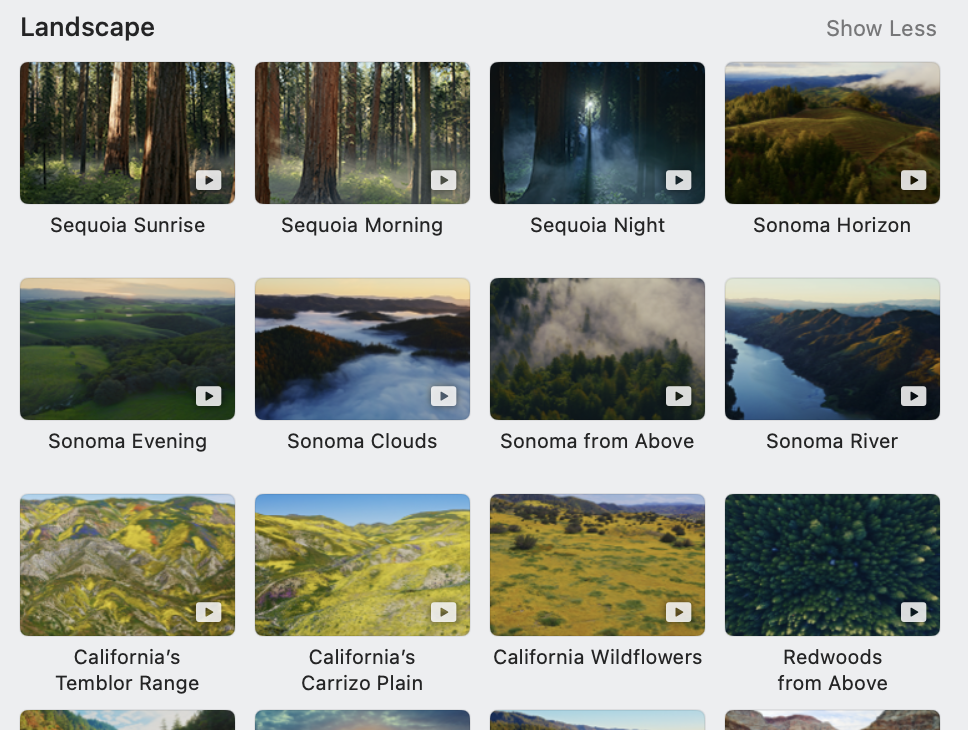 Landscape
Show Less
Sequoia Sunrise
Sequoia Morning
Sequoia Night
Sonoma Horizon
Sonoma Evening
Sonoma Clouds
Sonoma from Above
Sonoma River
California’s
Temblor Range
California’s
Carrizo Plain
California Wildflowers
Redwoods
from Above